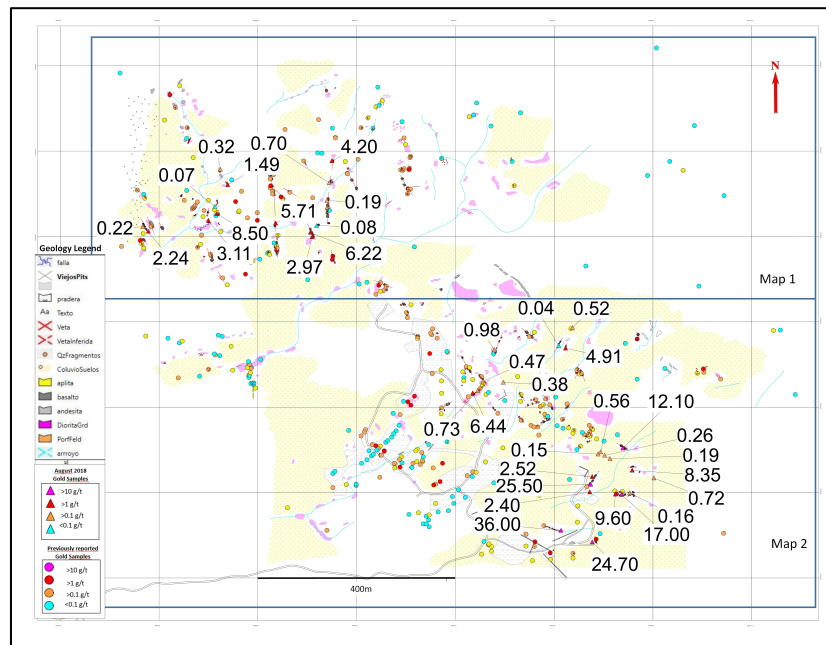 N
0.32
0.70
4.20
1.49
0.07
0.19
5.71
0.08
0.22
8.50
2.24
3.11
6.22
2.97
Map 1
Geology Legend
falla
ViejosPits
pradera
Aa Texto
Veta
VetaInferida
QzFragmentos
ColuvioSuelos
aplita
basalto
andesita
DioritaGrd
PorfFeld
arrroyo
August 2018
Gold Samples
>10 g/t
>1 g/t
>0.1 g/t
<0.1 g/t
Previously reported
Gold Samples
>10 g/t
>1 g/t
>0.1 g/t
<0.1 g/t
0.04
0.52
0.98
4.91
0.47
0.38
0.56
12.10
0.73
6.44
0.26
0.15
0.19
2.52
8.35
25.50
0.72
2.40
0.16
36.00
9.60
17.00
Map 2
24.70
400m